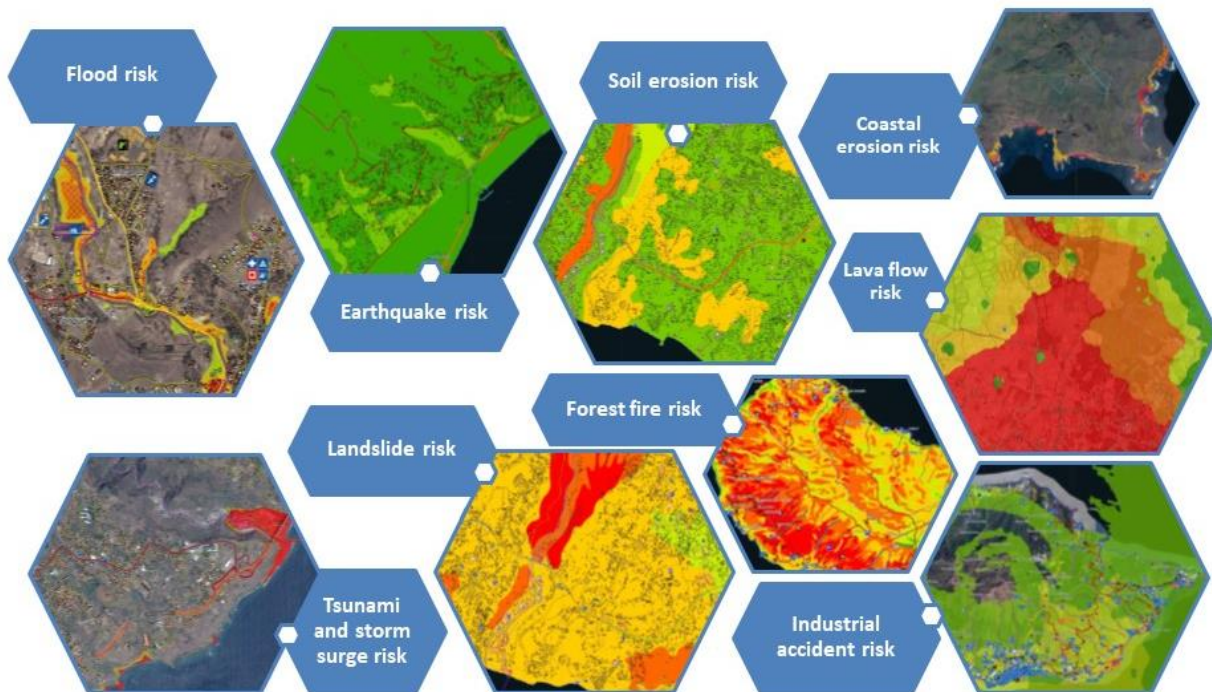 Flood risk
Soil erosion risk
Coastal
erosion risk
Earthquake risk
Lava flow
risk
Forest fire risk
Landslide risk
Tsunami
and storm
surge risk
Industrial
accident risk